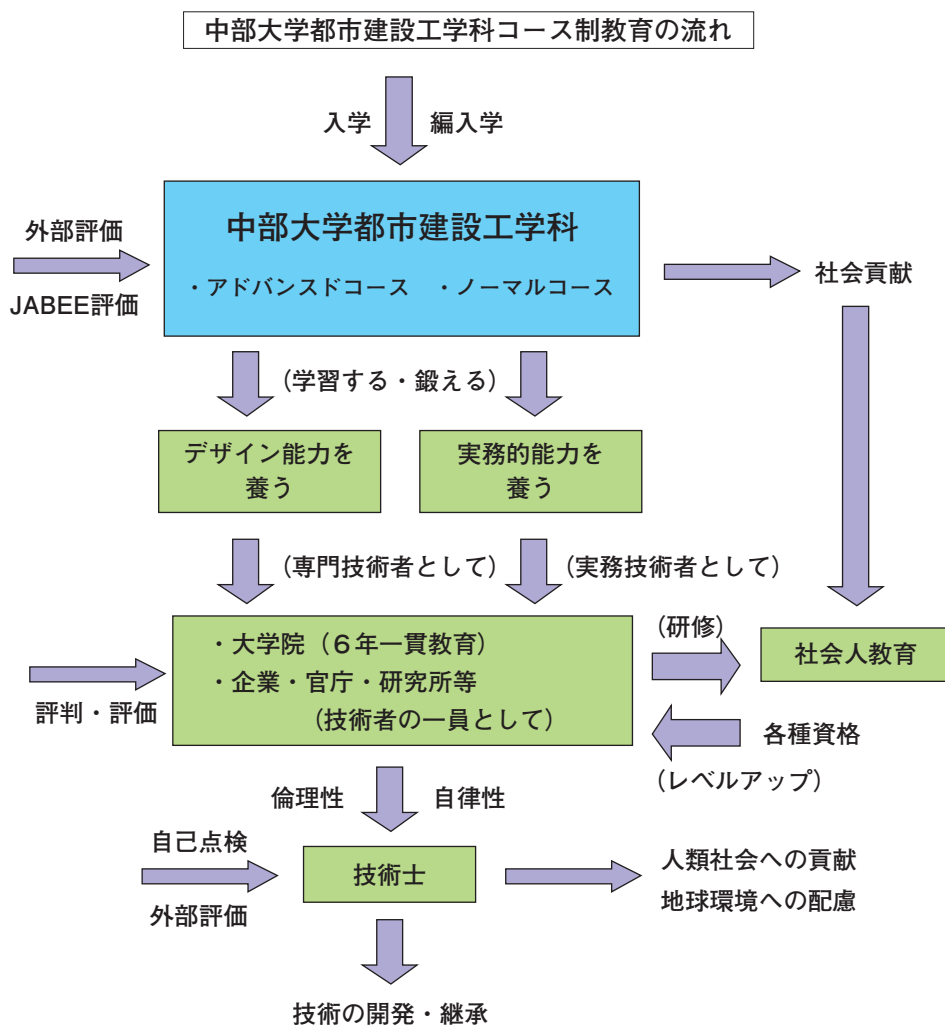 中部大学都市建設工学科コース制教育の流れ
入学 編入学
外部評価
JABEE評価
中部大学都市建設工学科
・アドバンスドコース ・ノーマルコース
社会貢献
(学習する・鍛える)
デザイン能力を
養う
実務的能力を
養う
(専門技術者として) (実務技術者として)
評判・評価
・大学院(6年一貫教育)
・企業・官庁・研究所等
(技術者の一員として)
(研修)
社会人教育
各種資格
(レベルアップ)
倫理性 自律性
自己点検
外部評価
技術士
人類社会への貢献
地球環境への配慮
技術の開発・継承